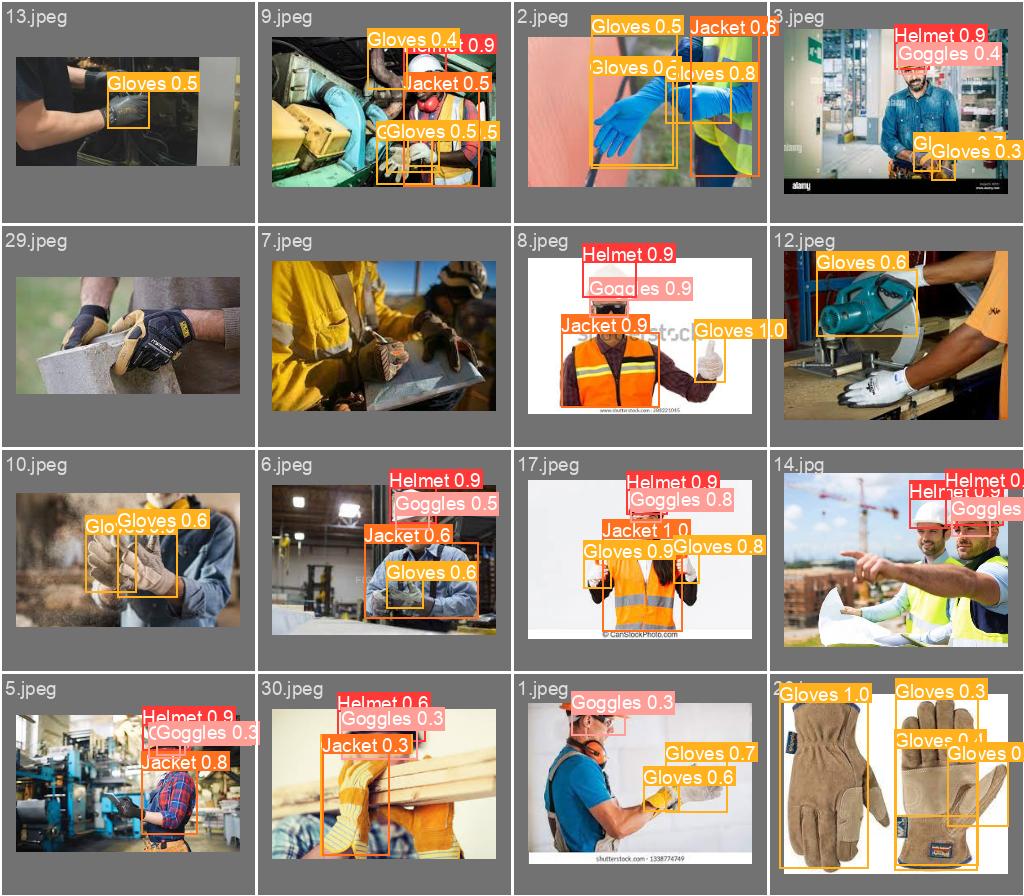 13.jpeg
Gloves 0.5
9.jpeg
Gloves 0.4
Helmet 0.9
Jacket 0.5
Gloves 0.5
.5
2.jpeg
Gloves 0.5
Jacket 0.6
Gloves 0.
Gloves 0.8
3.jpeg
Helmet 0.9
Goggles 0.4
Gloves 0.3
alamy
alamy
29.jpeg
7.jpeg
8.jpeg
Helmet 0.9
Goggles 0.9
Jacket 0.9
Gloves 1.0
12.jpeg
Gloves 0.6
10.jpeg
Gloves 0.6
6.jpeg
Helmet 0.9
Goggles 0.5
Jacket 0.6
Gloves 0.6
17.jpeg
Helmet 0.9
Goggles 0.8
Jacket 1.0
Gloves 0.9
Gloves 0.8
© CanStockPhoto.com
14.jpg
Helmet 0.
Helmet 0.9
Goggles
5.jpeg
Helmet 0.9
Goggles 0.3
Jacket 0.8
30.jpeg
Helmet 0.6
Goggles 0.3
Jacket 0.3
1.jpeg
Goggles 0.3
Gloves 0.7
Gloves 0.6
shutterstock.com · 1338774749
Gloves 1.0
Gloves 0.3
Gloves 0